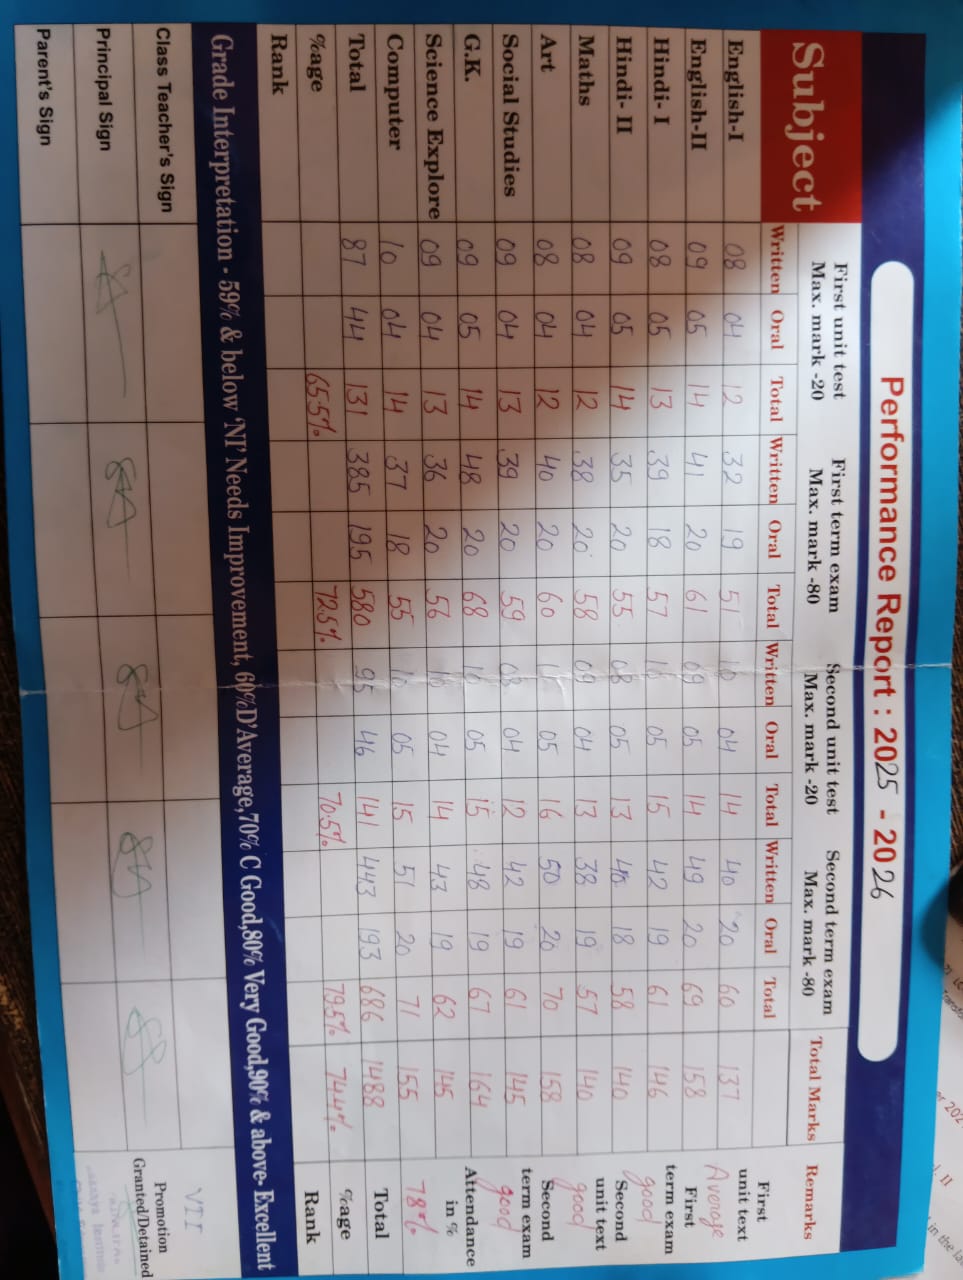 Performance Report : 2025 - 2026
Subject
First unit test Max. mark -20
First term exam Max. mark -80
Second unit test Max. mark -20
Second term exam Max. mark -80
Total Marks
Remarks
Written Oral Total Written Oral Total Written Oral Total Written Oral Total
English-I 08 04 12 32 19 51 10 04 14 40 20 60 137
English-II 09 05 14 41 20 61 09 05 14 49 20 69 158
Hindi- I 08 05 13 39 18 57 10 05 15 42 19 61 146
Hindi- II 09 05 14 35 20 55 08 05 13 40 18 58 140
Maths 08 04 12 38 20 58 09 04 13 38 19 57 140
Art 08 04 12 40 20 60 05 16 50 20 70 158
Social Studies 09 04 13 39 20 59 08 04 12 42 19 61 145
G.K. 09 05 14 48 20 68 10 05 15 48 19 67 164
Science Explore 09 04 13 36 20 56 10 04 14 43 19 62 145
Computer 10 04 14 37 18 55 10 05 15 51 20 71 155
Total 87 44 131 385 195 580 95 46 141 443 193 686 1488
%age 65.5% 72.5% 70.5% 79.5% 74.4%
Rank
First unit text
Average
First term exam
good
Second unit text
good
Second term exam
good
Attendance in %
78%
Total
%age
Rank
Grade Interpretation - 59% & below 'NI' Needs Improvement, 60%D'Average,70% C Good,80% Very Good,90% & above- Excellent
Class Teacher's Sign
Principal Sign
Parent's Sign
VII
Promotion
Granted/Detained